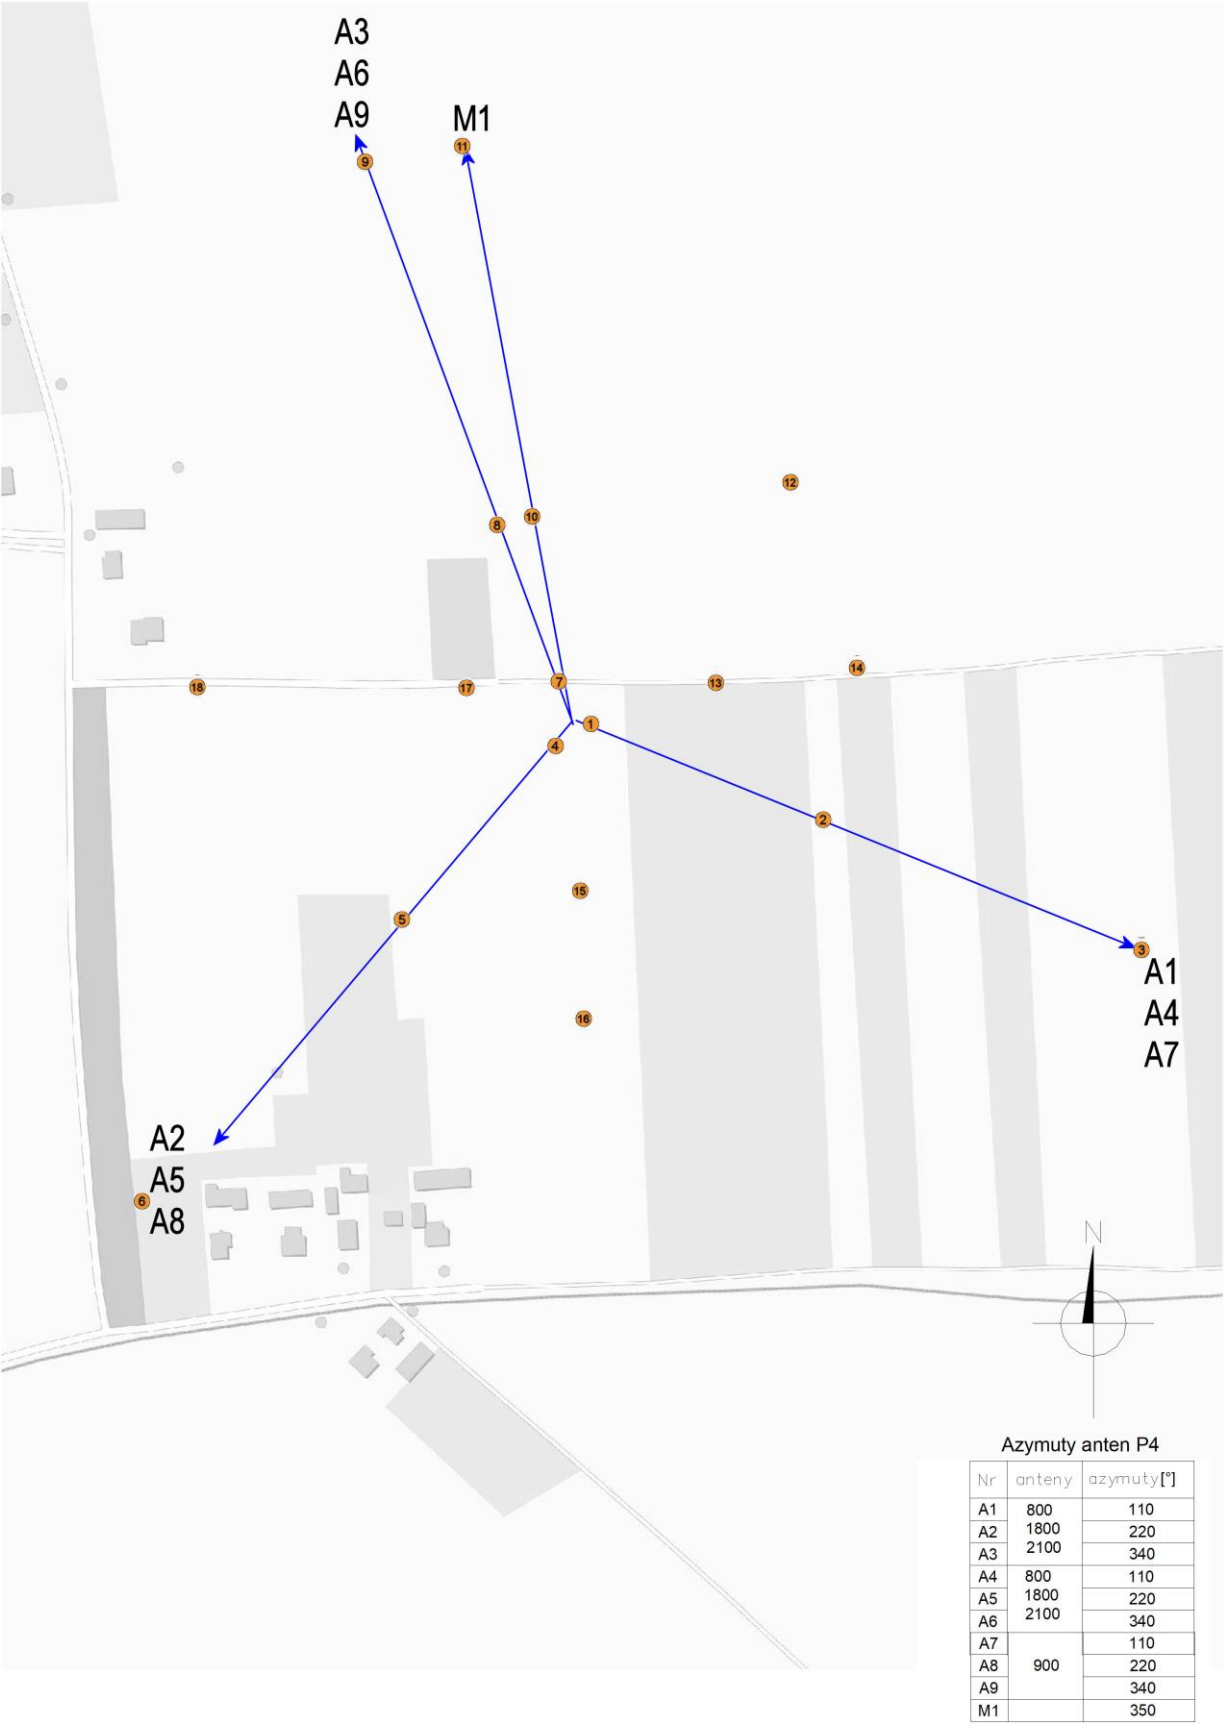 A3
A6
A9
M1
11
9
12
8
10
14
7
13
18
17
1
4
2
15
5
3
A1
16
A4
A7
A2
A5
6
A8
N
Azymuty anten P4
Nr anteny azymuty[°]
A1 800 110
A2 1800 220
A3 2100 340
A4 800 110
A5 1800 220
A6 2100 340
A7 110
A8 900 220
A9 340
M1 350